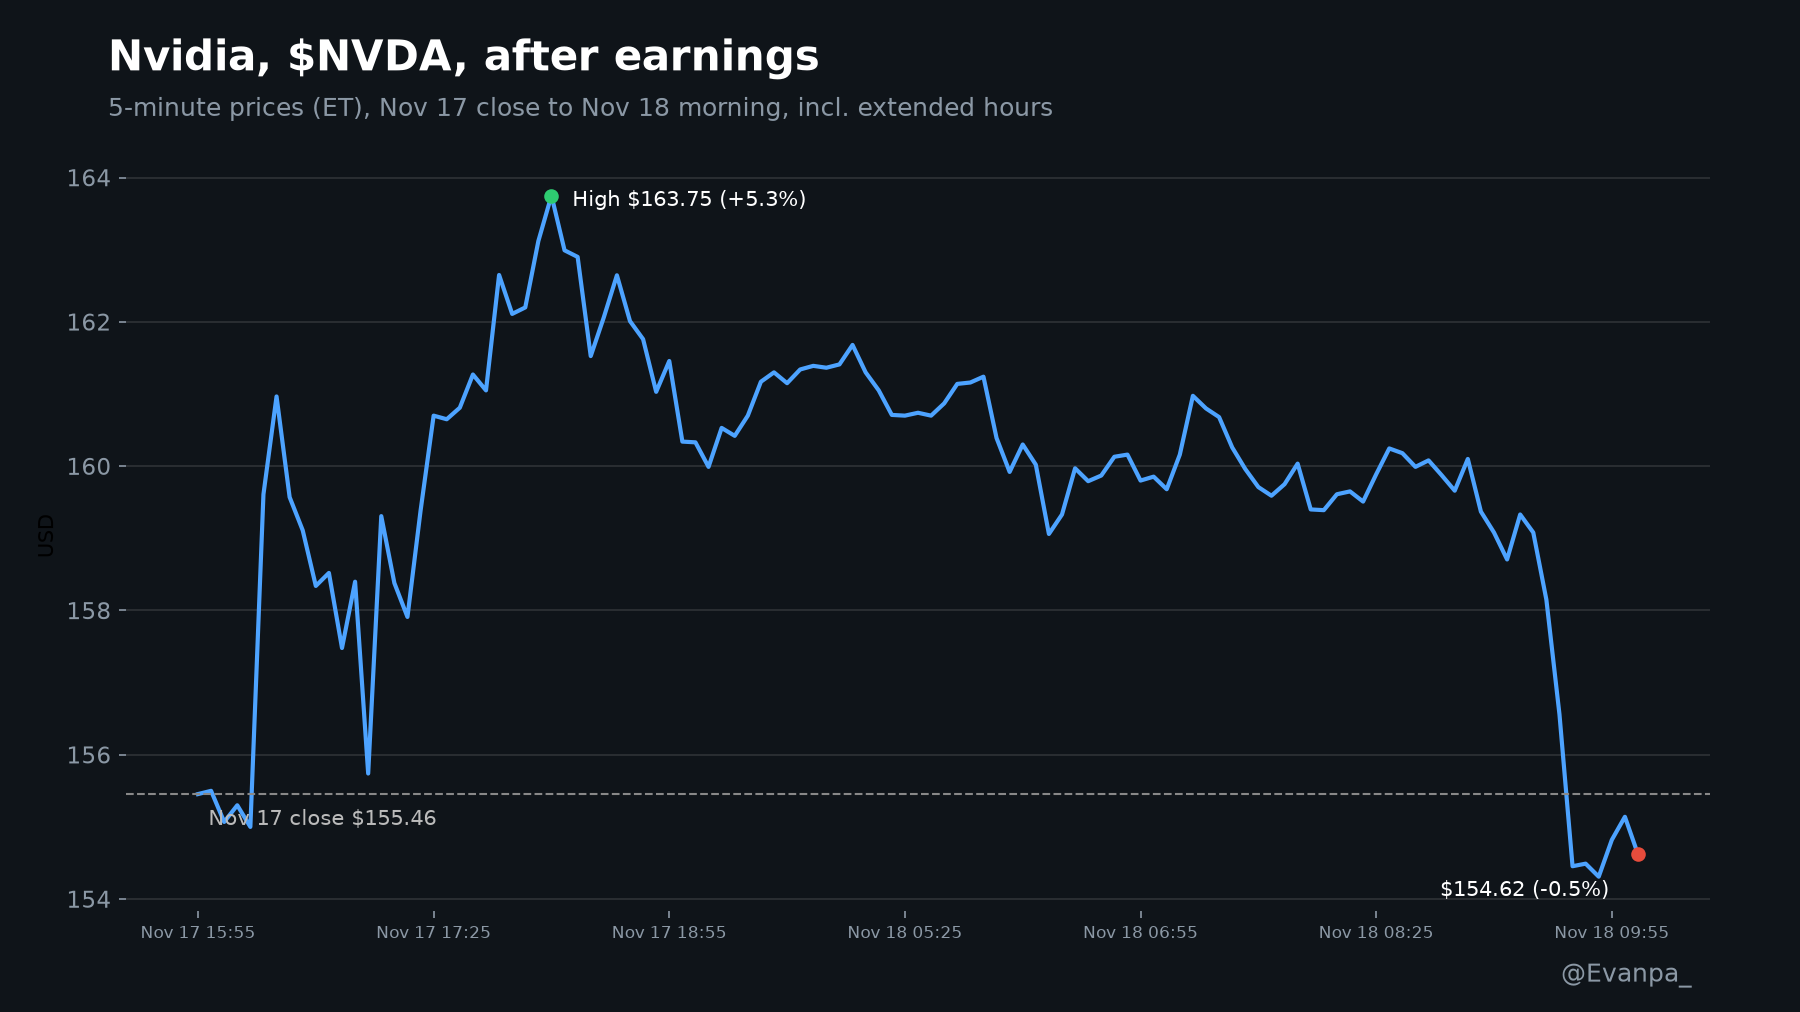 Nvidia, $NVDA, after earnings
5-minute prices (ET), Nov 17 close to Nov 18 morning, incl. extended hours
164
High $163.75 (+5.3%)
162
160
USD
158
156
Nov 17 close $155.46
$154.62 (-0.5%)
154
Nov 17 15:55
Nov 17 17:25
Nov 17 18:55
Nov 18 05:25
Nov 18 06:55
Nov 18 08:25
Nov 18 09:55
@Evanpa_